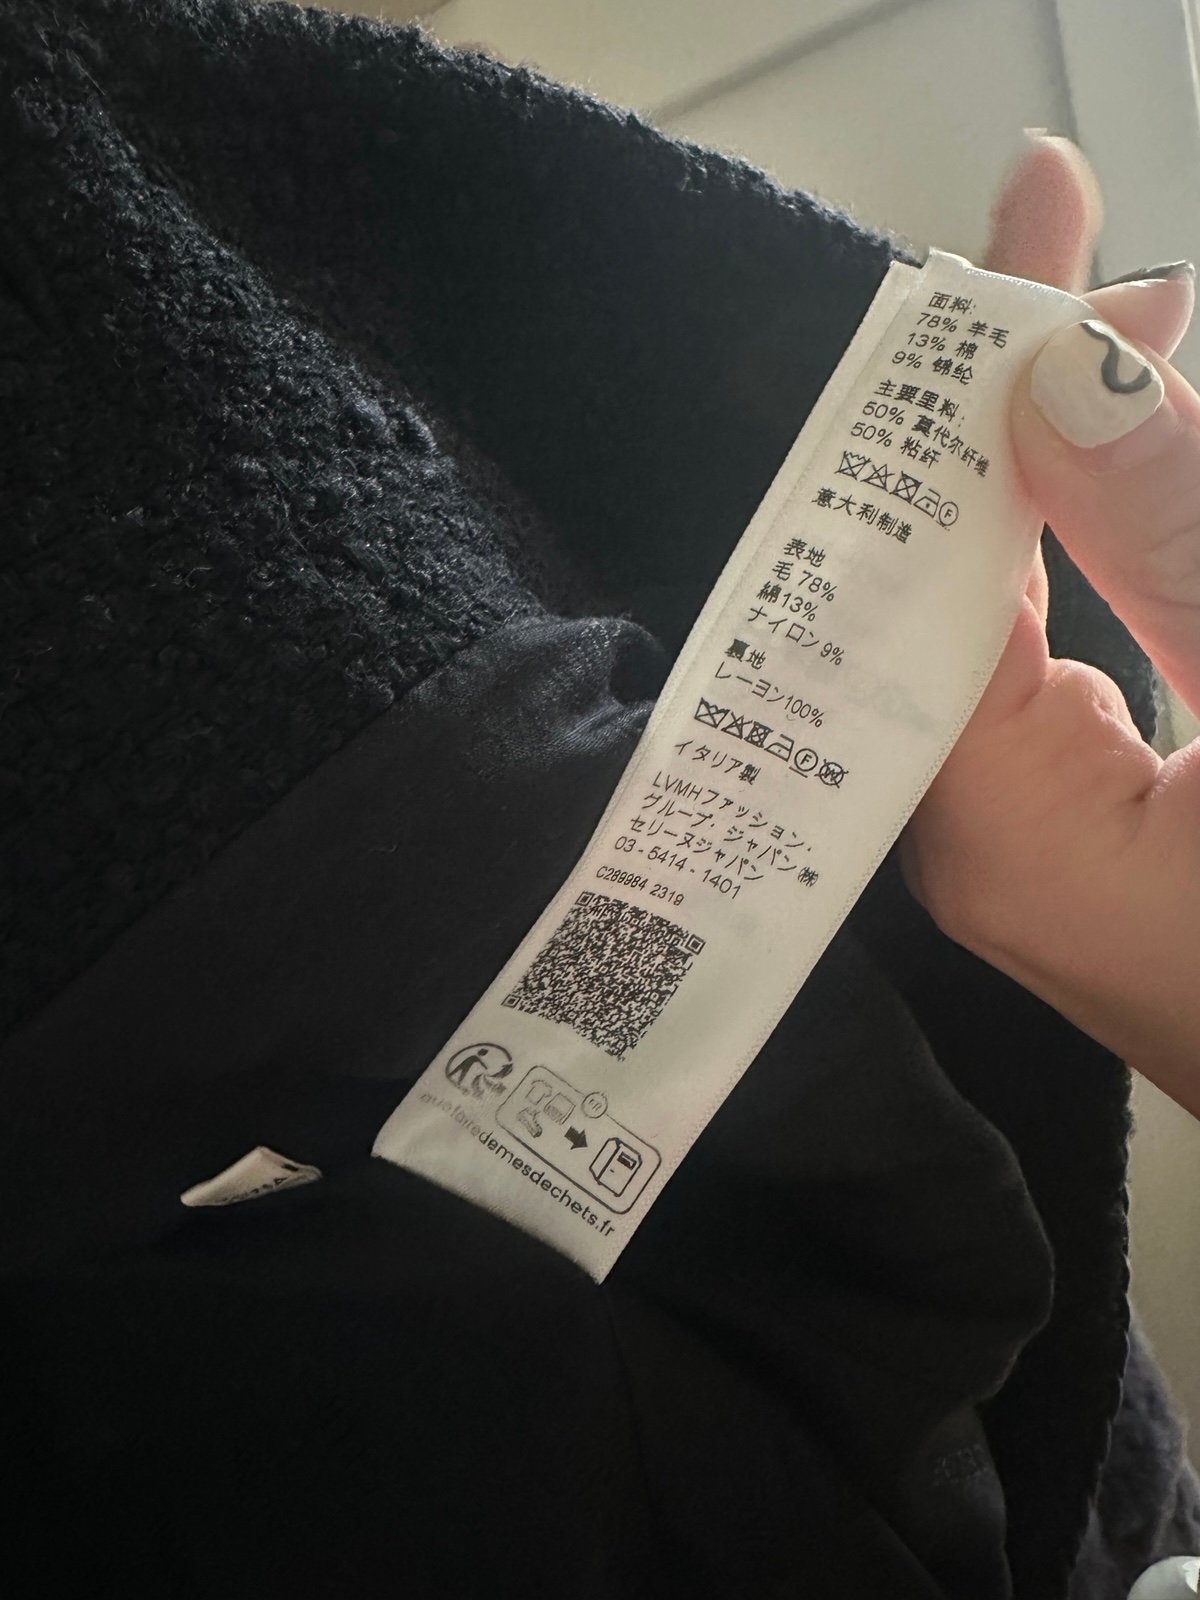 面料:
78% 羊毛
13% 棉
9% 锦纶
主要里料:
50% 莫代尔纤维
50% 粘纤
F
意大利制造
表地
毛 78%
綿13%
ナイロン 9%
裏地
レーヨン100%
F W
イタリア製
LVMHファッション・
グループ・ジャパン㈱
セリーヌジャパン
03 - 5414 - 1401
C289984 2319
FR
quefairedemesdechets.fr